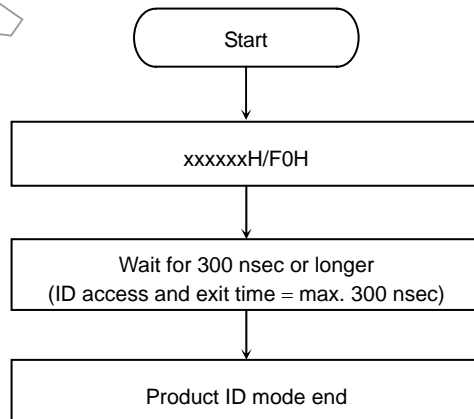 Start
xxxxxxH/F0H
Wait for 300 nsec or longer
(ID access and exit time = max. 300 nsec)
Product ID mode end